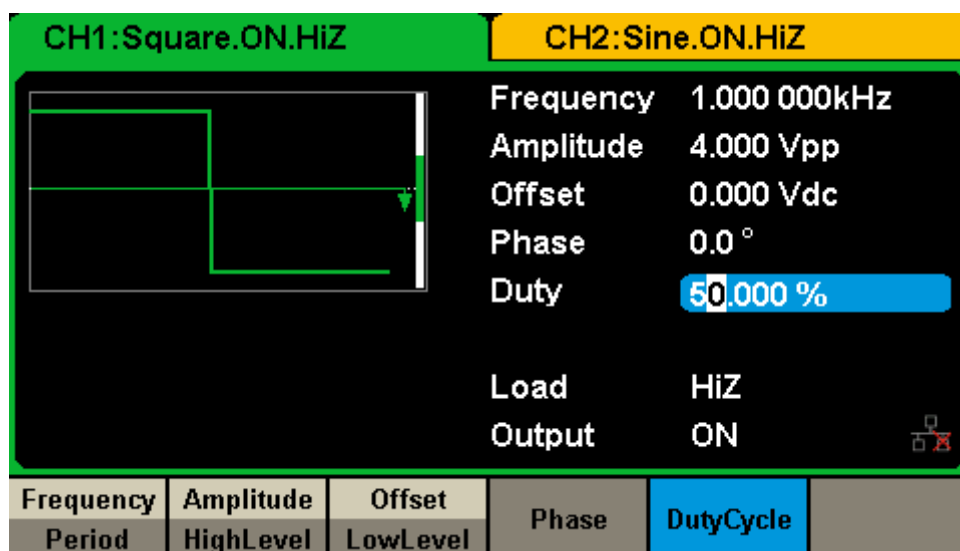 CH1:Square.ON.HiZ CH2:Sine.ON.HiZ
Frequency 1.000 000kHz
Amplitude 4.000 Vpp
Offset 0.000 Vdc
Phase 0.0 °
Duty 50.000 %
Load HiZ
Output ON
Frequency Amplitude Offset Phase DutyCycle
Period HighLevel LowLevel